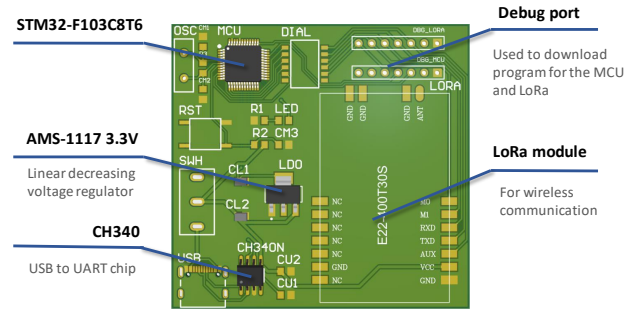 STM32-F103C8T6
AMS-1117 3.3V
Linear decreasing
voltage regulator
CH340
USB to UART chip
OSC
CM1
MCU
DIAL
DBG_LORA
DBG_MCU
LORA
CM2
RST
R1
LED
R2
CM3
SWH
CL1
LDO
CL2
CH340N
USB
CU2
CU1
GND
GND
GND
ANT
NC
NC
NC
NC
NC
GND
NC
M0
M1
RXD
TXD
AUX
VCC
GND
Debug port
Used to download
program for the MCU
and LoRa
LoRa module
For wireless
communication